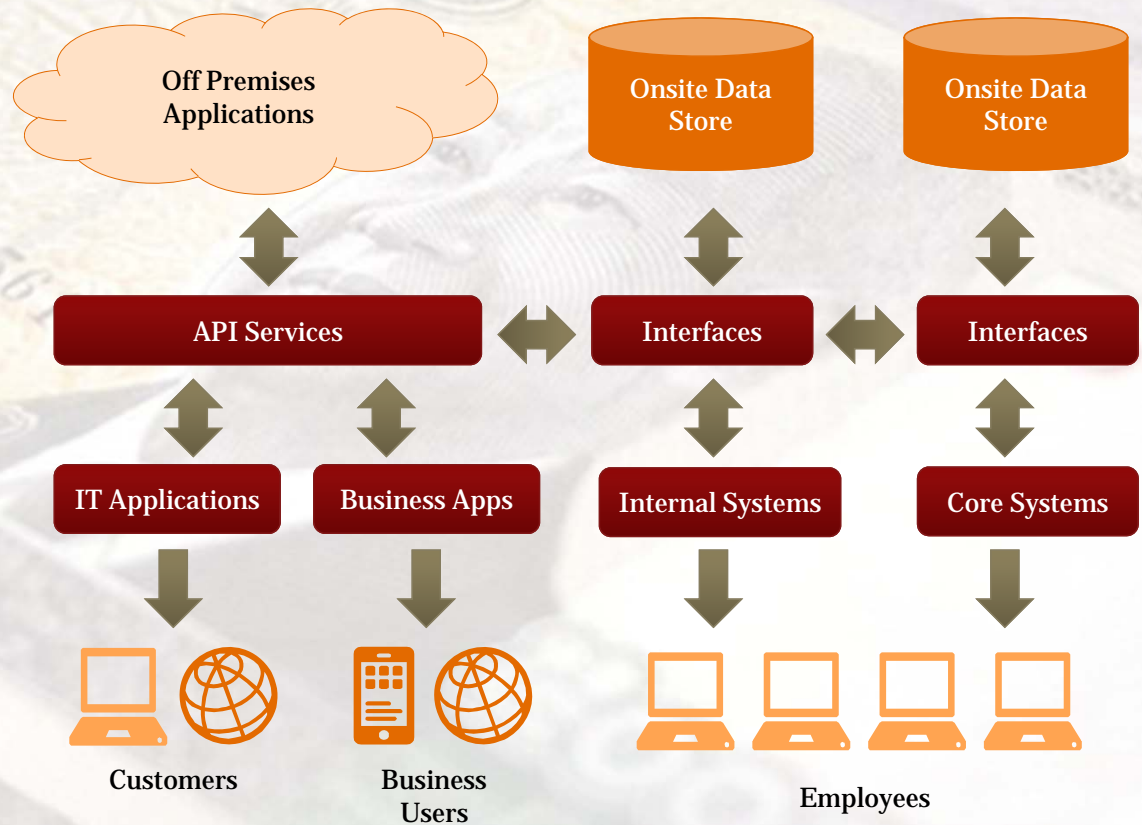 Off Premises
Applications
Onsite Data
Store
Onsite Data
Store
API Services
Interfaces
Interfaces
IT Applications
Business Apps
Internal Systems
Core Systems
Customers
Business
Users
Employees